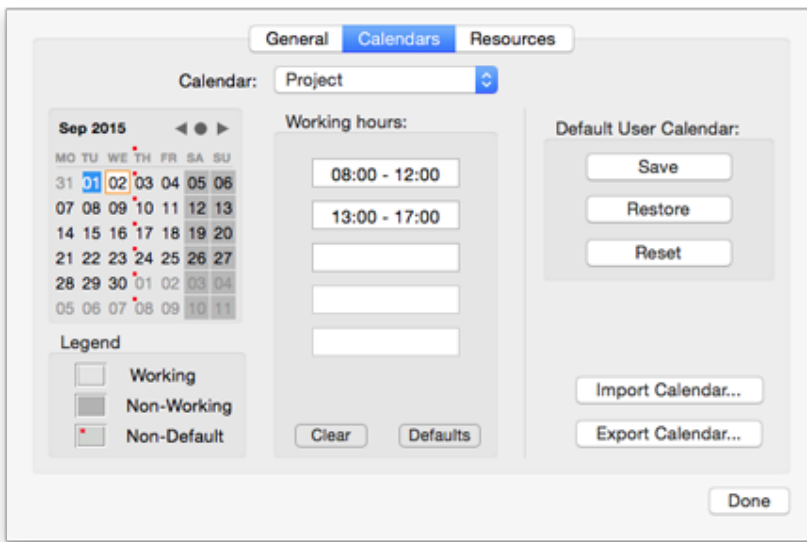 General Calendars Resources
Calendar: Project
Sep 2015
MO TU WE TH FR SA SU
31 01 02 03 04 05 06
07 08 09 10 11 12 13
14 15 16 17 18 19 20
21 22 23 24 25 26 27
28 29 30 01 02 03 04
05 06 07 08 09 10 11
Legend
Working
Non-Working
Non-Default
Working hours:
08:00 - 12:00
13:00 - 17:00
Clear Defaults
Default User Calendar:
Save
Restore
Reset
Import Calendar...
Export Calendar...
Done